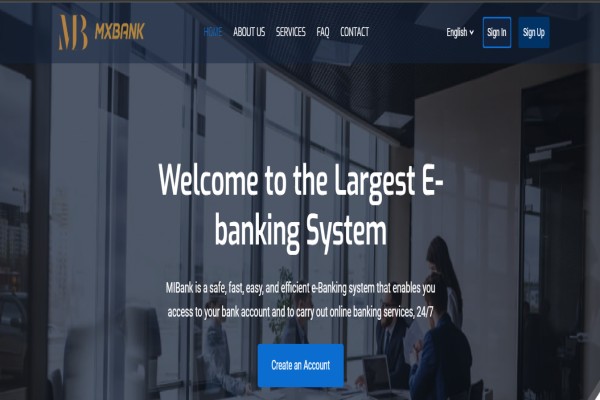 MB MXBANK
HOME ABOUT US SERVICES FAQ CONTACT English Sign In Sign Up
Welcome to the Largest E-
banking System
MIBank is a safe, fast, easy, and efficient e-Banking system that enables you
access to your bank account and to carry out online banking services, 24/7
Create an Account